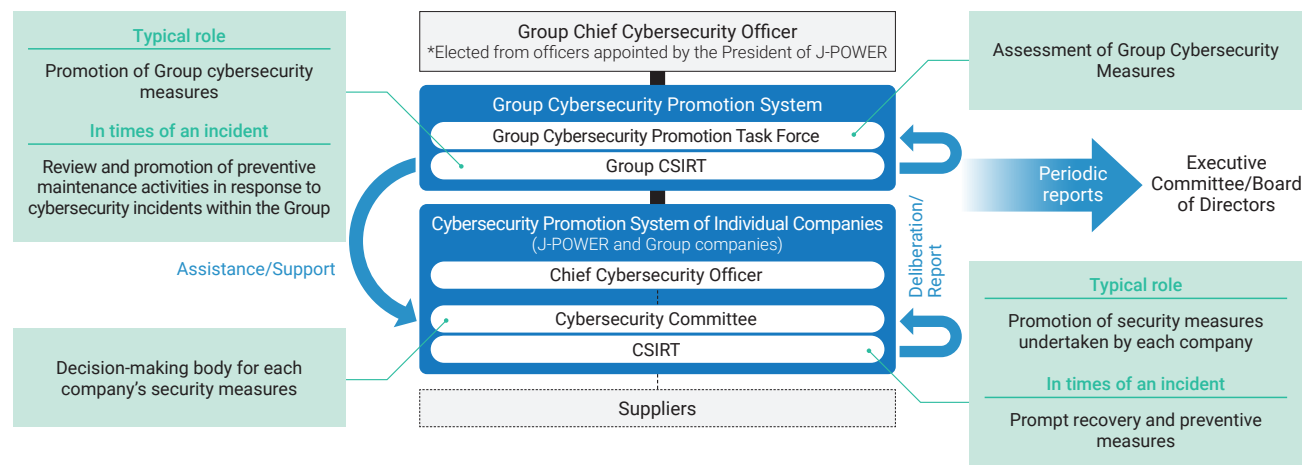 Typical role
Promotion of Group cybersecurity
measures
In times of an incident
Review and promotion of preventive
maintenance activities in response to
cybersecurity incidents within the Group
Group Chief Cybersecurity Officer
*Elected from officers appointed by the President of J-POWER
Assessment of Group Cybersecurity
Measures
Group Cybersecurity Promotion System
Group Cybersecurity Promotion Task Force
Group CSIRT
Periodic
reports
Executive
Committee/Board
of Directors
Assistance/Support
Cybersecurity Promotion System of Individual Companies
(J-POWER and Group companies)
Chief Cybersecurity Officer
Cybersecurity Committee
CSIRT
Deliberation/
Report
Decision-making body for each
company's security measures
Typical role
Promotion of security measures
undertaken by each company
In times of an incident
Prompt recovery and preventive
measures
Suppliers